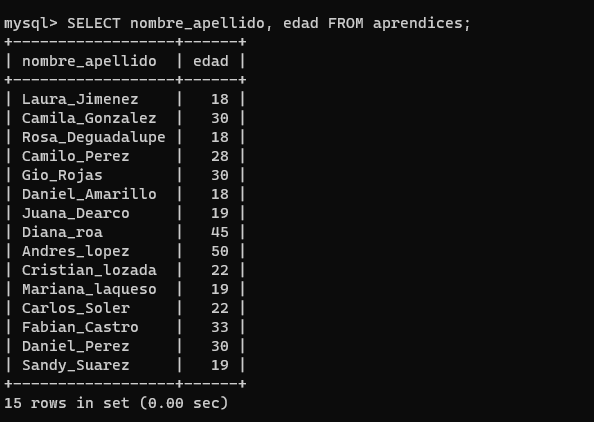 mysql> SELECT nombre_apellido, edad FROM aprendices;
+------------------+------+
| nombre_apellido  | edad |
+------------------+------+
| Laura_Jimenez    |   18 |
| Camila_Gonzalez  |   30 |
| Rosa_Deguadalupe |   18 |
| Camilo_Perez     |   28 |
| Gio_Rojas        |   30 |
| Daniel_Amarillo  |   18 |
| Juana_Dearco     |   19 |
| Diana_roa        |   45 |
| Andres_lopez     |   50 |
| Cristian_lozada  |   22 |
| Mariana_laqueso  |   19 |
| Carlos_Soler     |   22 |
| Fabian_Castro    |   33 |
| Daniel_Perez     |   30 |
| Sandy_Suarez     |   19 |
+------------------+------+
15 rows in set (0.00 sec)